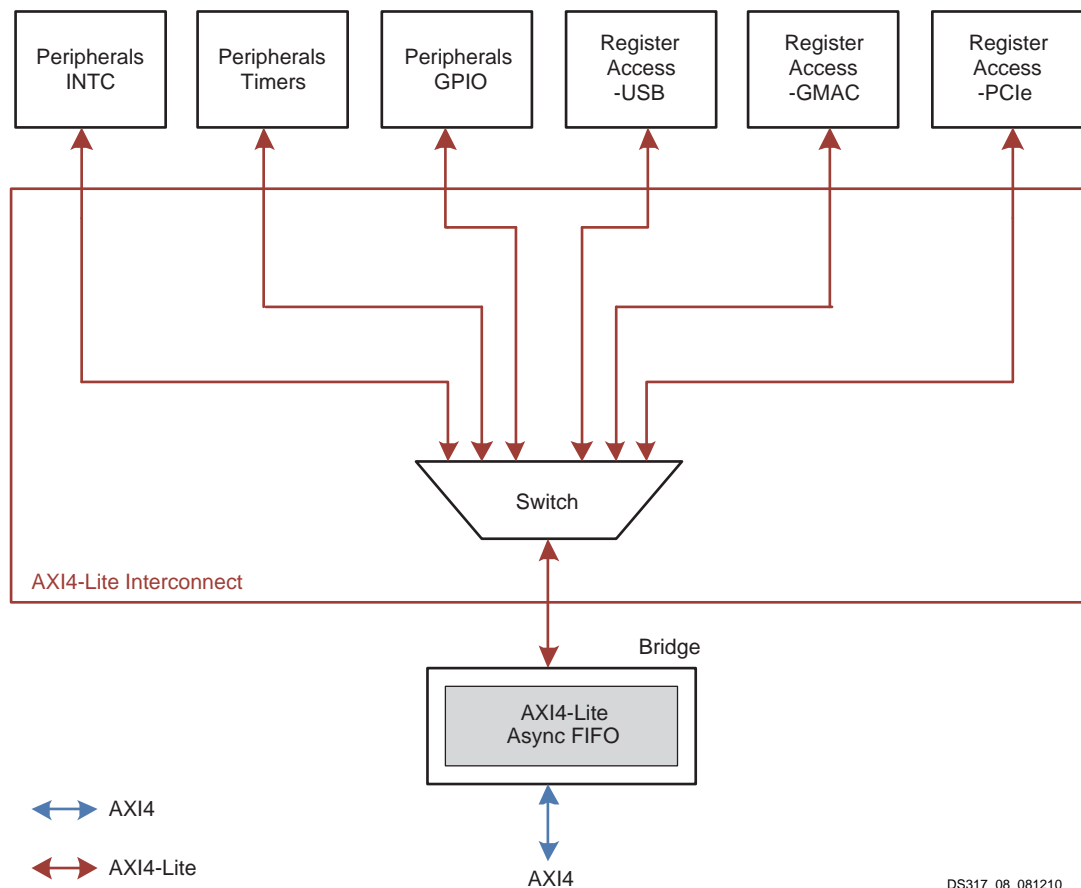 Peripherals
INTC
Peripherals
Timers
Peripherals
GPIO
Register
Access
-USB
Register
Access
-GMAC
Register
Access
-PCIe
Switch
AXI4-Lite Interconnect
Bridge
AXI4-Lite
Async FIFO
AXI4
AXI4-Lite
AXI4
DS317_08_081210